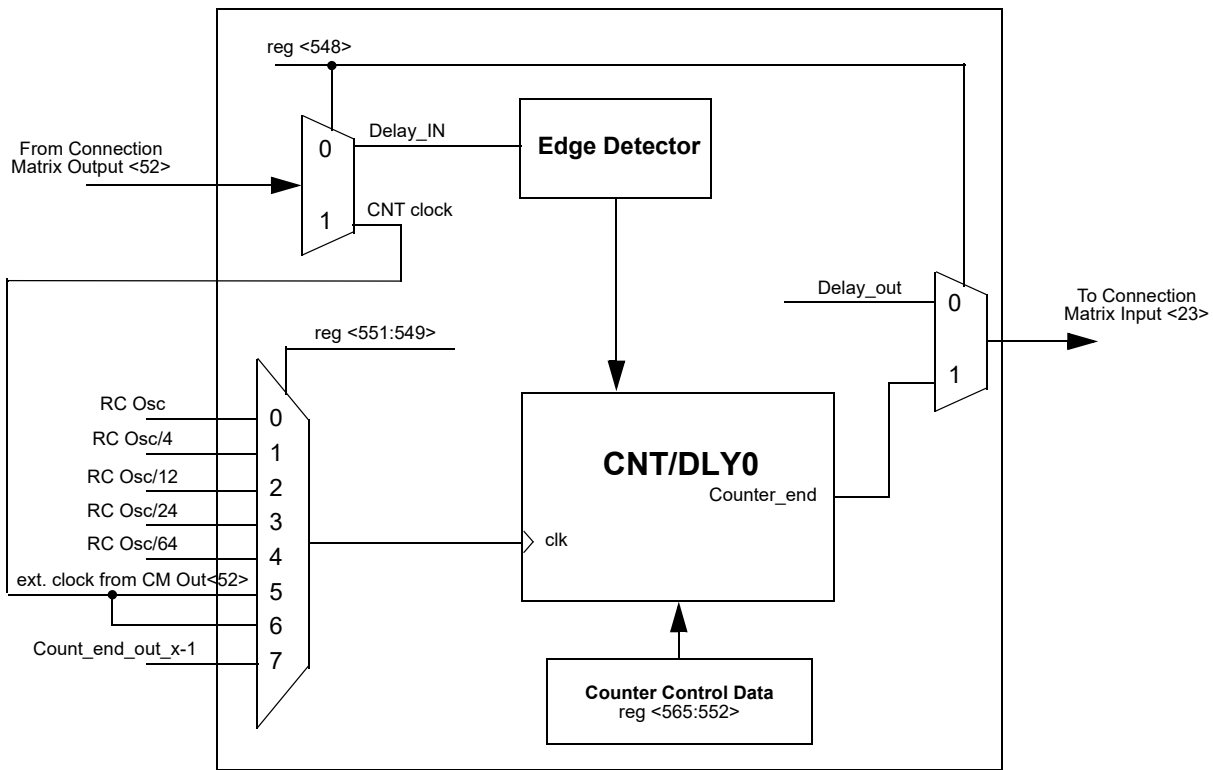 reg <548>
From Connection
Matrix Output <52>
0
1
Delay_IN
CNT clock
Edge Detector
Delay_out
0
1
To Connection
Matrix Input <23>
reg <551:549>
RC Osc
RC Osc/4
RC Osc/12
RC Osc/24
RC Osc/64
ext. clock from CM Out<52>
Count_end_out_x-1
0
1
2
3
4
5
6
7
CNT/DLY0
Counter_end
clk
Counter Control Data
reg <565:552>